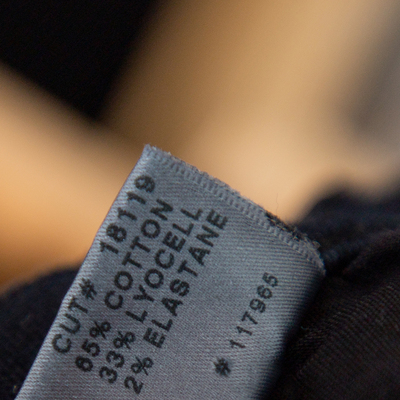 CUT# 18119
65% COTTON
33% LYOCELL
2% ELASTANE
# 117965